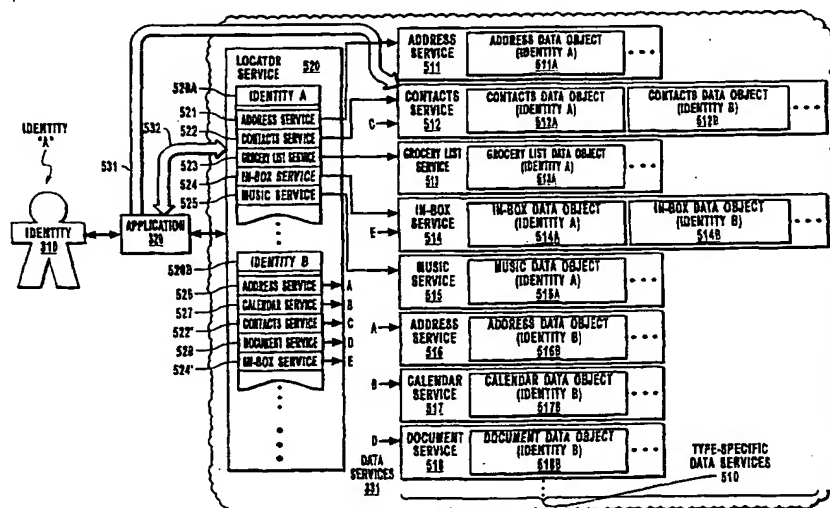 IDENTITY
"A"
IDENTITY
310
531
532
APPLICATION
LOCATOR
SERVICE 520
IDENTITY A
521
ADDRESS SERVICE
522
CONTACTS SERVICE
523
GROCERY LIST SERVICE
524
IN-BOX SERVICE
525
MUSIC SERVICE
520B
IDENTITY B
526
ADDRESS SERVICE
A
527
CALENDAR SERVICE
B
522'
CONTACTS SERVICE
C
528
DOCUMENT SERVICE
D
524'
IN-BOX SERVICE
E
ADDRESS
SERVICE
511
ADDRESS DATA OBJECT
(IDENTITY A)
511A
C
CONTACTS
SERVICE
512
CONTACTS DATA OBJECT
(IDENTITY A)
512A
CONTACTS DATA OBJECT
(IDENTITY B)
512B
GROCERY LIST
SERVICE
513
GROCERY LIST DATA OBJECT
(IDENTITY A)
513A
E
IN-BOX
SERVICE
514
IN-BOX DATA OBJECT
(IDENTITY A)
514A
IN-BOX DATA OBJECT
(IDENTITY B)
514B
MUSIC
SERVICE
515
MUSIC DATA OBJECT
(IDENTITY A)
515A
A
ADDRESS
SERVICE
516
ADDRESS DATA OBJECT
(IDENTITY B)
516B
B
CALENDAR
SERVICE
517
CALENDAR DATA OBJECT
(IDENTITY B)
517B
D
DOCUMENT
SERVICE
518
DOCUMENT DATA OBJECT
(IDENTITY B)
518B
DATA
SERVICES
331
TYPE-SPECIFIC
DATA SERVICES
510